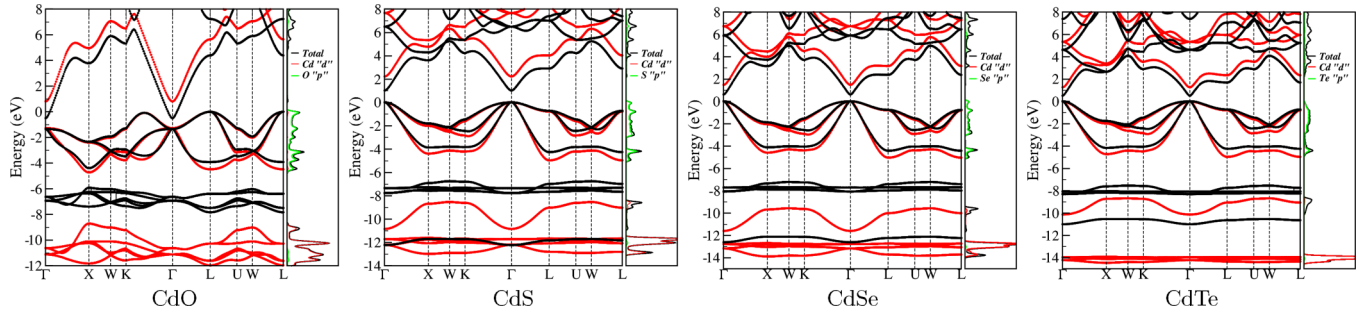 Energy (eV)
8
6
4
2
0
-2
-4
-6
-8
-10
-12
Γ X W K Γ L U W L
Total
Cd "d"
O "p"
CdO
Energy (eV)
8
6
4
2
0
-2
-4
-6
-8
-10
-12
-14
Γ X W K Γ L U W L
Total
Cd "d"
S "p"
CdS
Energy (eV)
8
6
4
2
0
-2
-4
-6
-8
-10
-12
-14
Γ X W K Γ L U W L
Total
Cd "d"
Se "p"
CdSe
Energy (eV)
8
6
4
2
0
-2
-4
-6
-8
-10
-12
-14
Γ X W K Γ L U W L
Total
Cd "d"
Te "p"
CdTe